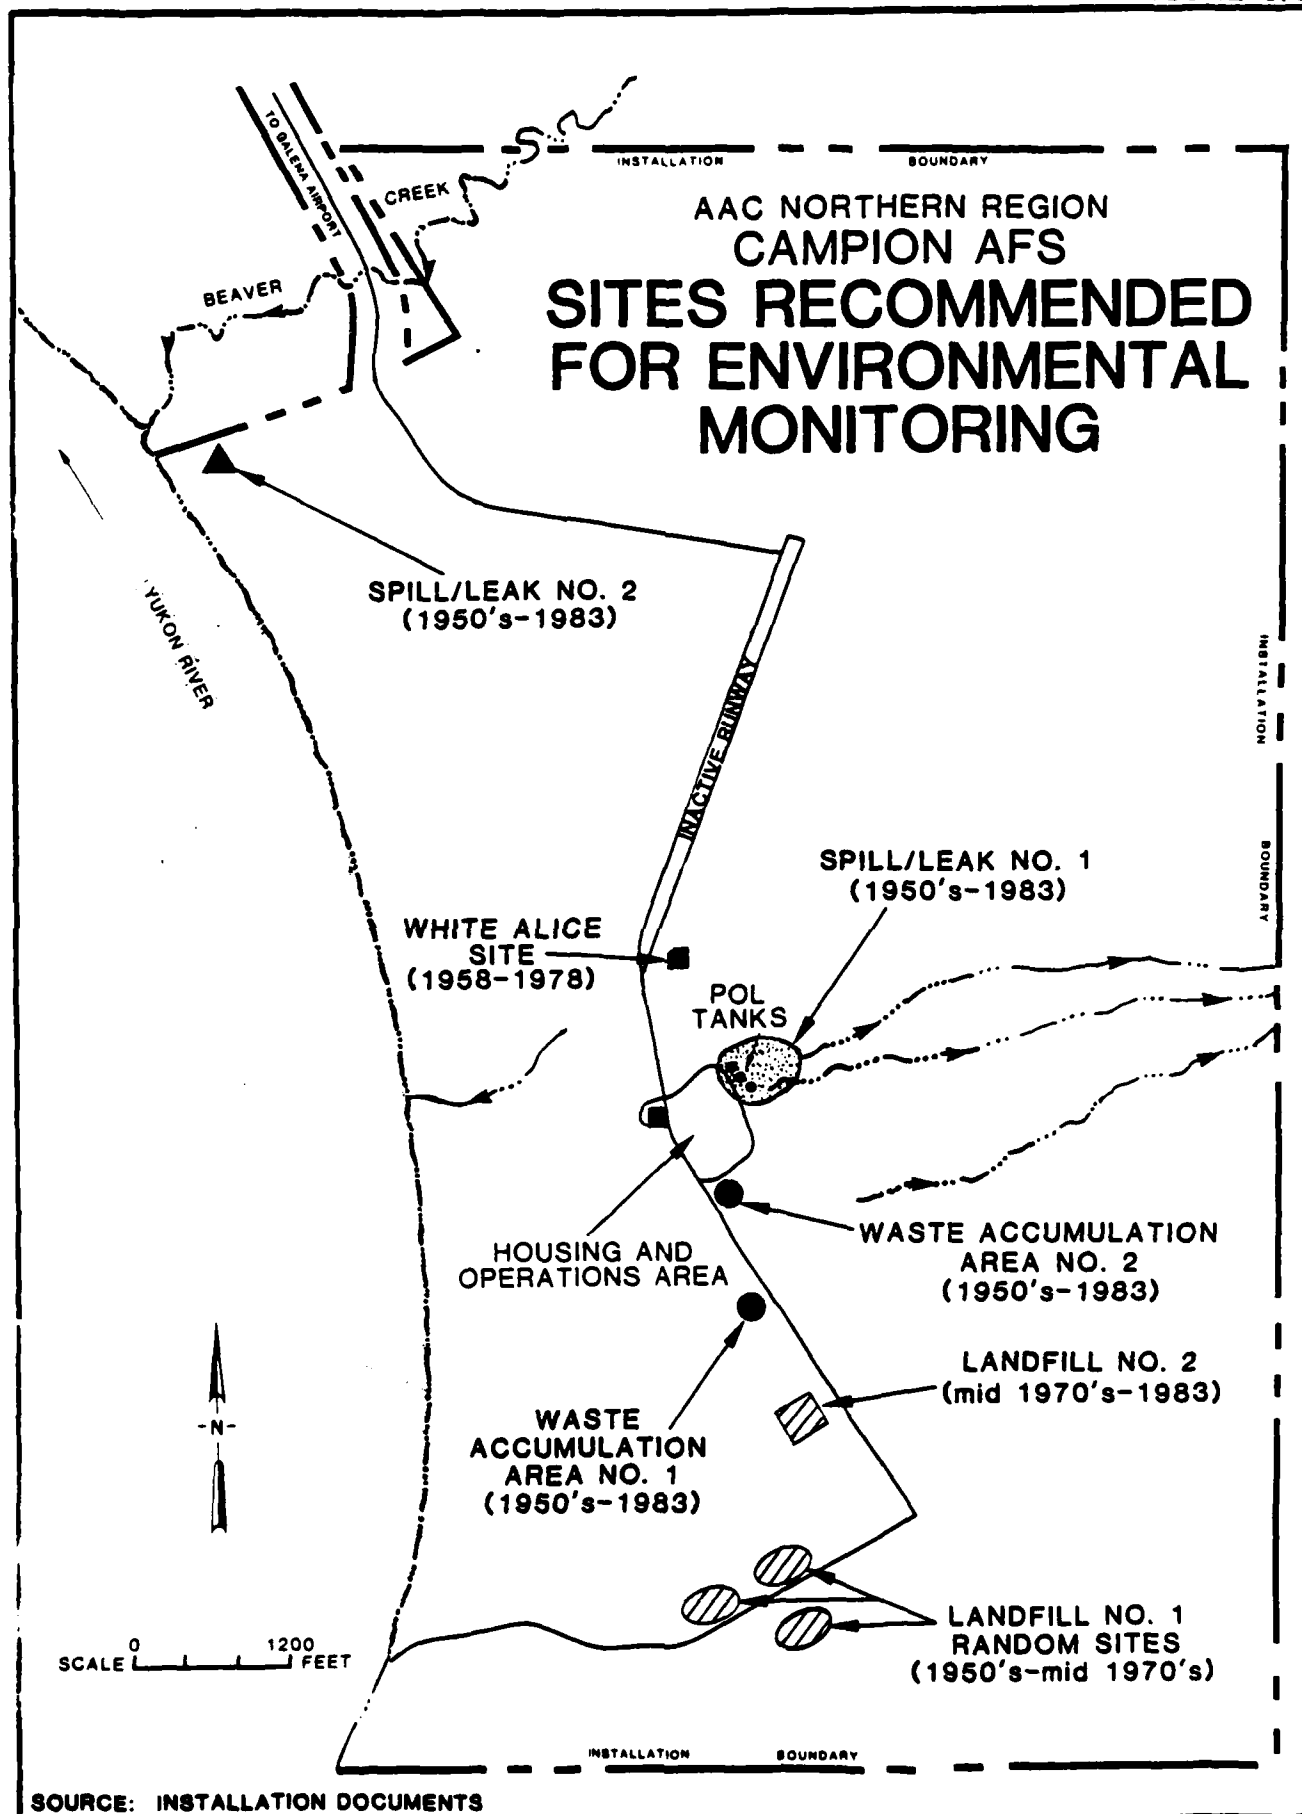 TO GALENA AIRPORT
CREEK
BEAVER
INSTALLATION BOUNDARY
AAC NORTHERN REGION
CAMPION AFS
SITES RECOMMENDED
FOR ENVIRONMENTAL
MONITORING
SPILL/LEAK NO. 2
(1950's-1983)
YUKON RIVER
INSTALLATION
BOUNDARY
INACTIVE RUNWAY
SPILL/LEAK NO. 1
(1950's-1983)
WHITE ALICE
SITE
(1958-1978)
POL
TANKS
HOUSING AND
OPERATIONS AREA
WASTE ACCUMULATION
AREA NO. 2
(1950's-1983)
LANDFILL NO. 2
(mid 1970's-1983)
WASTE
ACCUMULATION
AREA NO. 1
(1950's-1983)
-N-
LANDFILL NO. 1
RANDOM SITES
(1950's-mid 1970's)
0 1200
SCALE FEET
INSTALLATION BOUNDARY
SOURCE: INSTALLATION DOCUMENTS